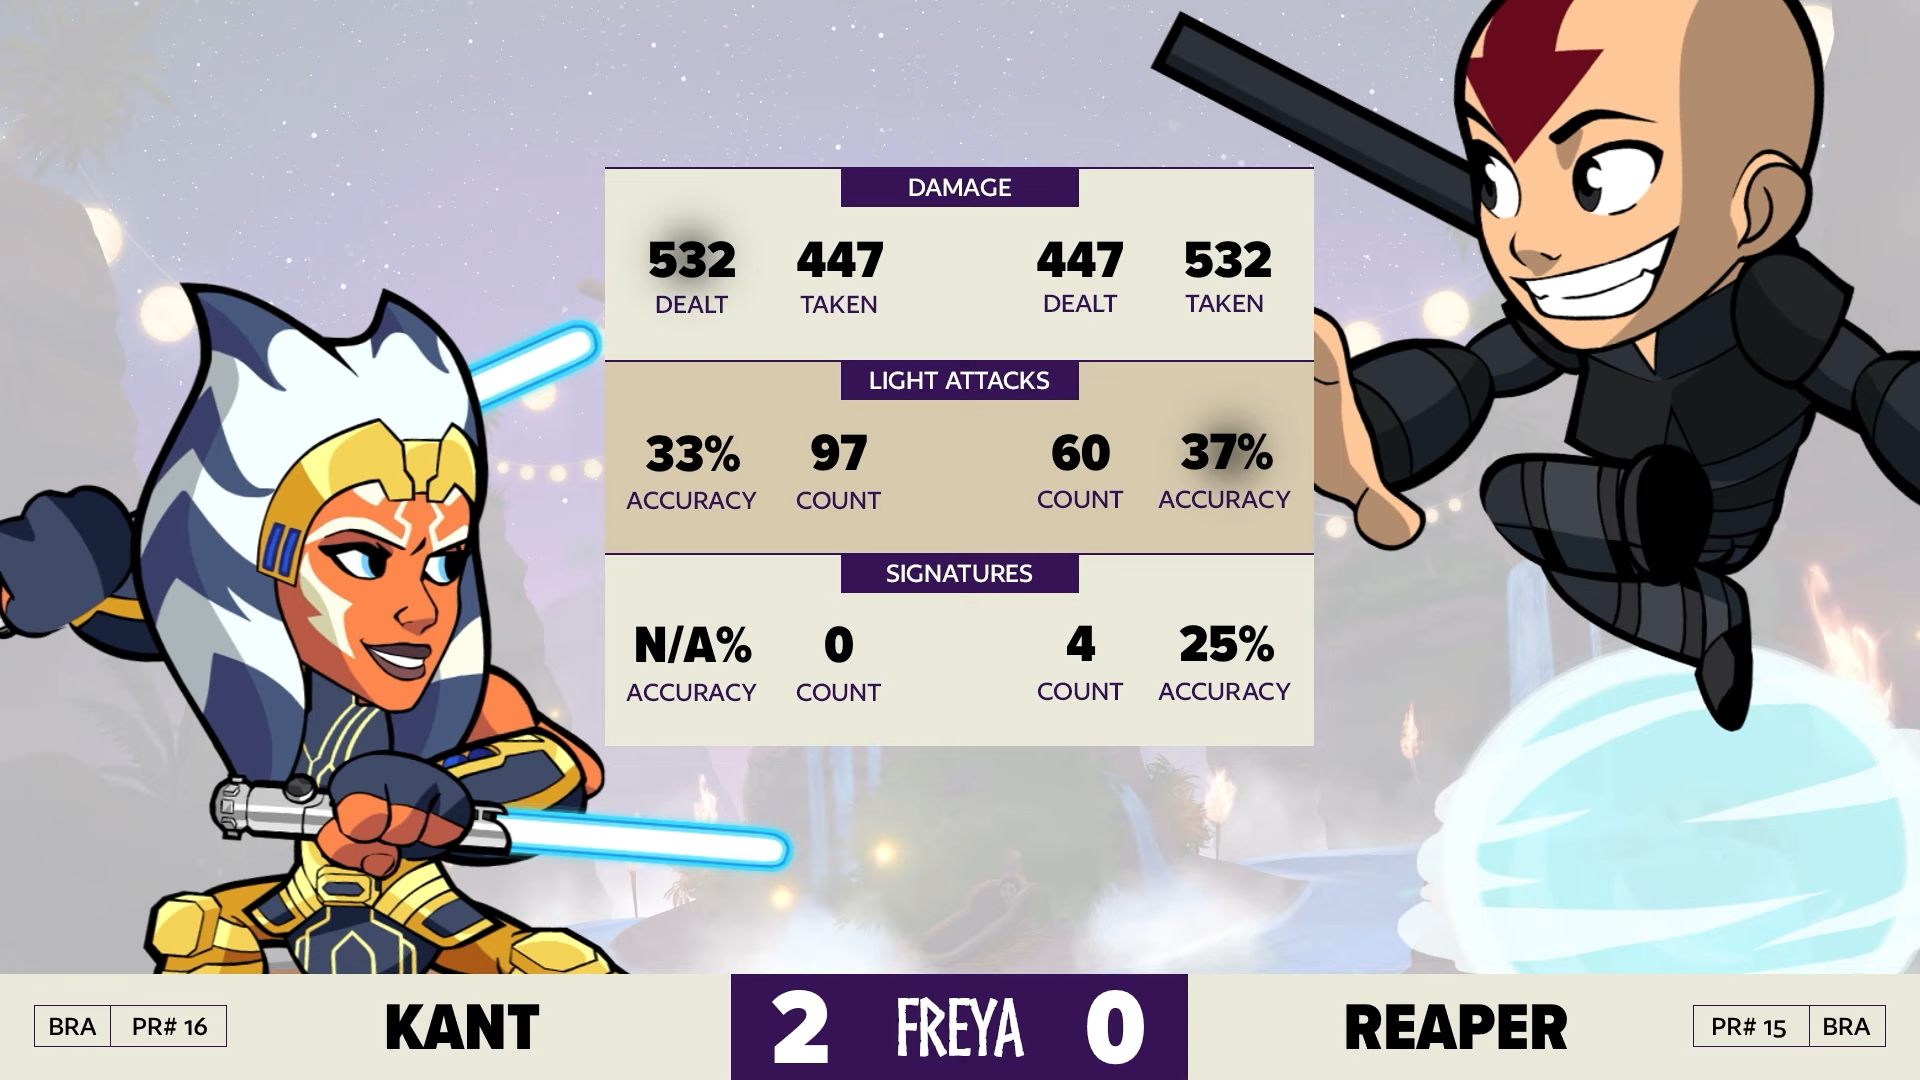 DAMAGE
532 447 447 532
DEALT TAKEN DEALT TAKEN
LIGHT ATTACKS
33% 97 60 37%
ACCURACY COUNT COUNT ACCURACY
SIGNATURES
N/A% 0 4 25%
ACCURACY COUNT COUNT ACCURACY
BRA PR# 16 KANT 2 FREYA 0 REAPER PR# 15 BRA